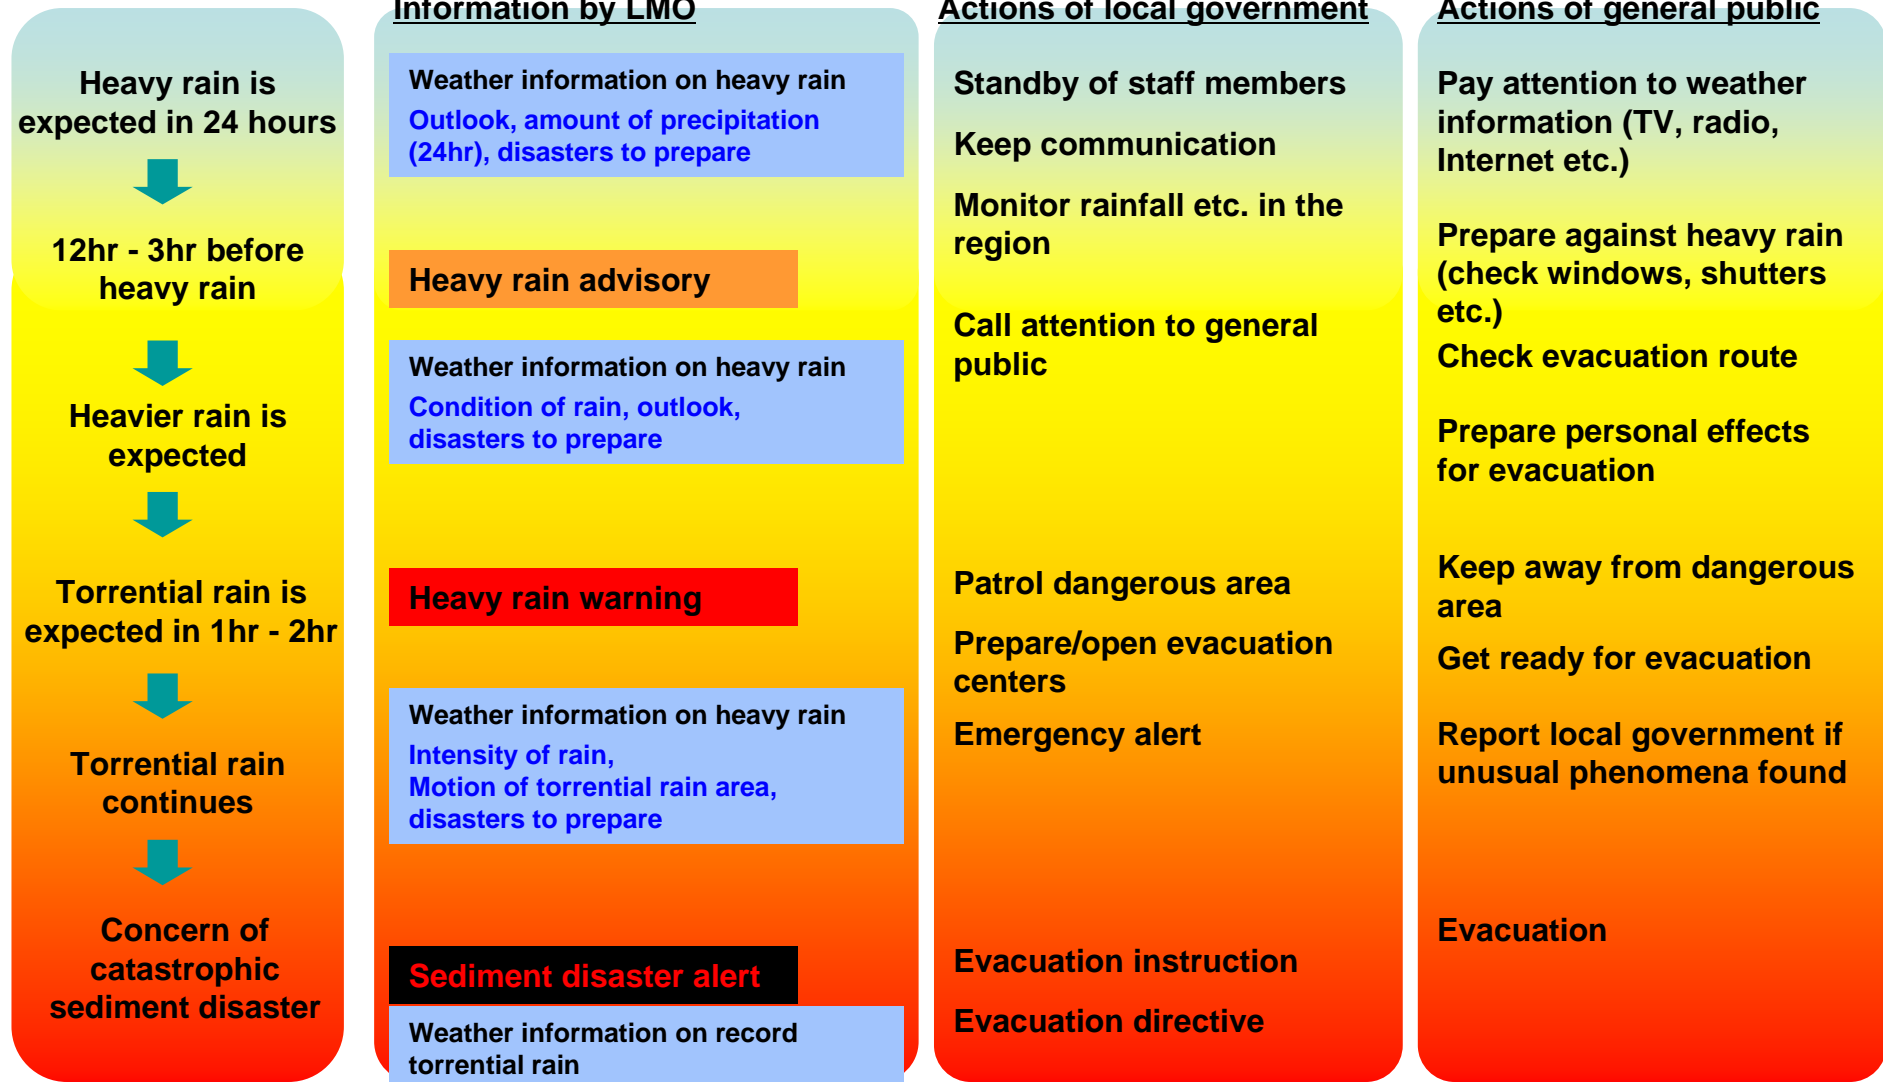 Information by LMO
Actions of local government
Actions of general public
Heavy rain is
expected in 24 hours
12hr - 3hr before
heavy rain
Heavier rain is
expected
Torrential rain is
expected in 1hr - 2hr
Torrential rain
continues
Concern of
catastrophic
sediment disaster
Weather information on heavy rain
Outlook, amount of precipitation
(24hr), disasters to prepare
Heavy rain advisory
Weather information on heavy rain
Condition of rain, outlook,
disasters to prepare
Heavy rain warning
Weather information on heavy rain
Intensity of rain,
Motion of torrential rain area,
disasters to prepare
Sediment disaster alert
Weather information on record
torrential rain
Standby of staff members
Keep communication
Monitor rainfall etc. in the
region
Call attention to general
public
Patrol dangerous area
Prepare/open evacuation
centers
Emergency alert
Evacuation instruction
Evacuation directive
Pay attention to weather
information (TV, radio,
Internet etc.)
Prepare against heavy rain
(check windows, shutters
etc.)
Check evacuation route
Prepare personal effects
for evacuation
Keep away from dangerous
area
Get ready for evacuation
Report local government if
unusual phenomena found
Evacuation